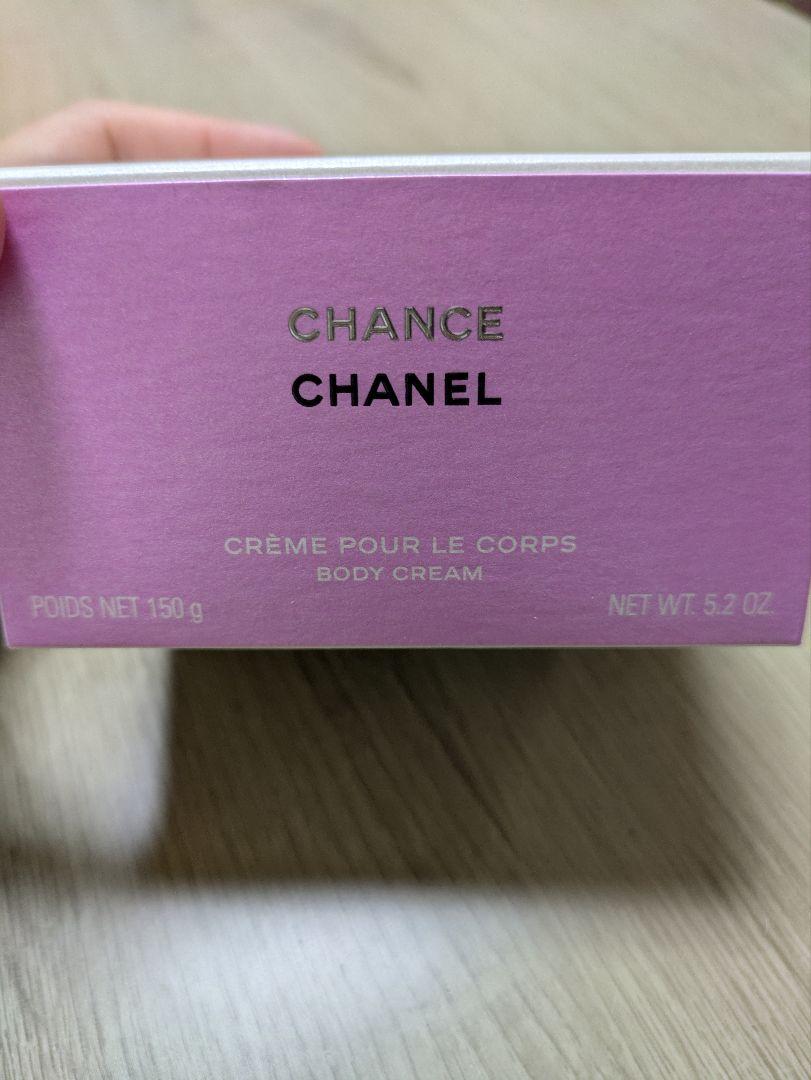 CHANCE
CHANEL
CRÈME POUR LE CORPS
BODY CREAM
POIDS NET 150 g
NET WT. 5.2 OZ.